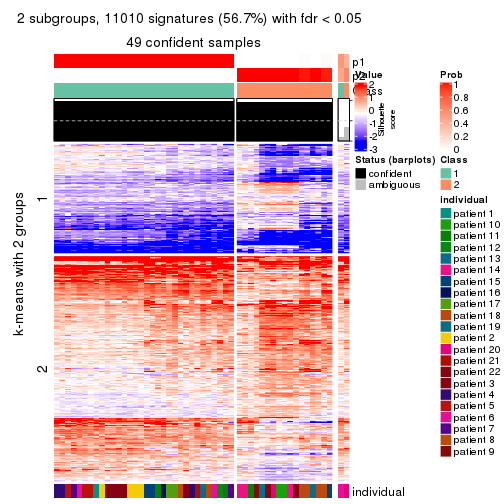 2 subgroups, 11010 signatures (56.7%) with fdr < 0.05
49 confident samples
p1
p2
Class
Silhouette
score
k-means with 2 groups
1
2
individual
Value
2
1
0
-1
-2
-3
Status (barplots)
confident
ambiguous
Prob
1
0.8
0.6
0.4
0.2
0
Class
1
2
individual
patient 1
patient 10
patient 11
patient 12
patient 13
patient 14
patient 15
patient 16
patient 17
patient 18
patient 19
patient 2
patient 20
patient 21
patient 22
patient 3
patient 4
patient 5
patient 6
patient 7
patient 8
patient 9